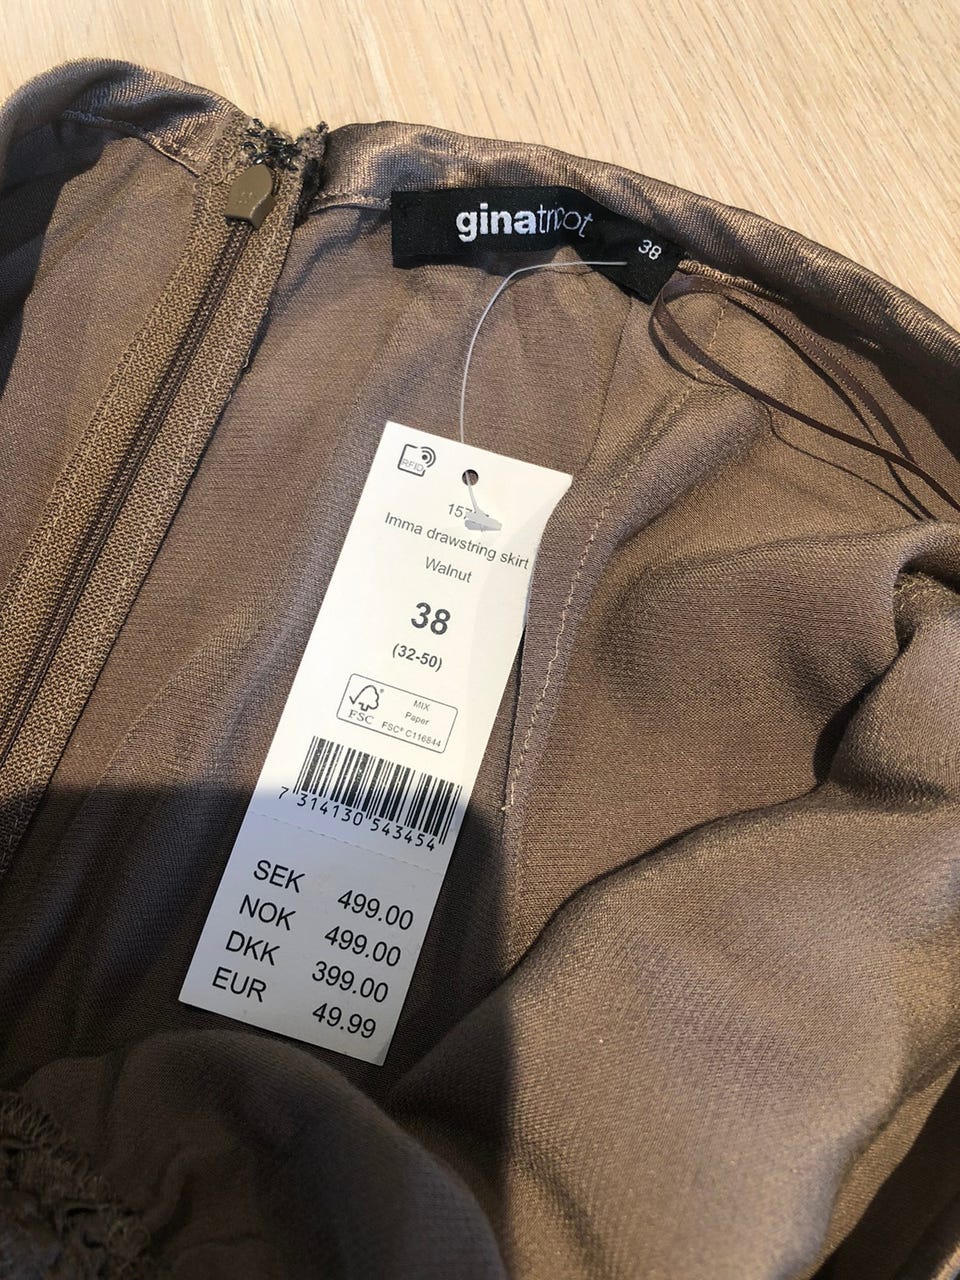 ginatricot
38
RFID
Imma drawstring skirt
Walnut
38
(32-50)
FSC®
MIX
Paper
FSC® C116844
7 314130 543454
SEK 499.00
NOK 499.00
DKK 399.00
EUR 49.99